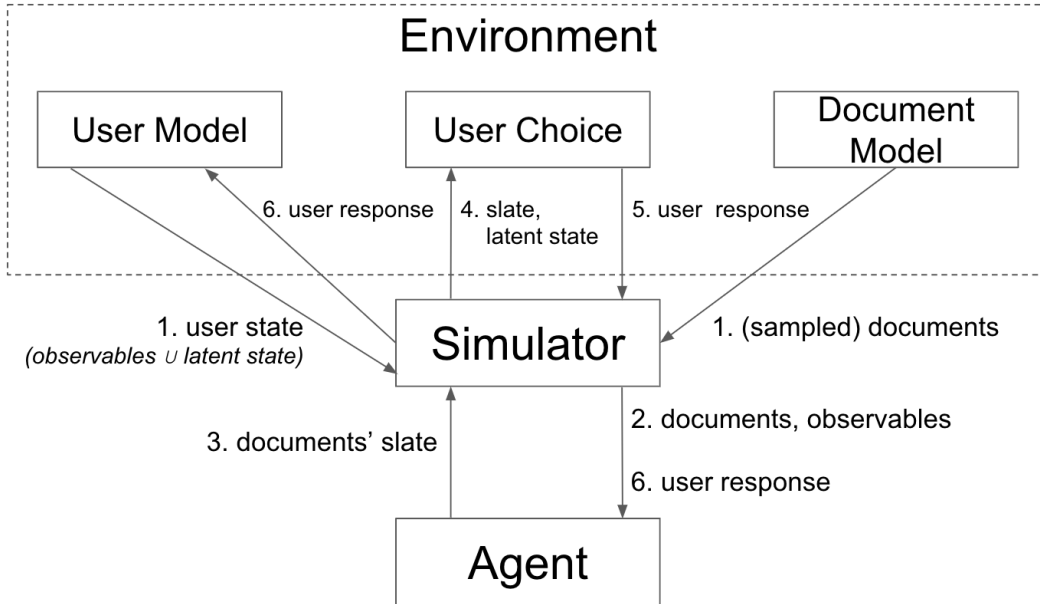 Environment
User Model
User Choice
Document
Model
6. user response
4. slate,
latent state
5. user response
1. user state
(observables ∪ latent state)
Simulator
1. (sampled) documents
3. documents’ slate
2. documents, observables
6. user response
Agent